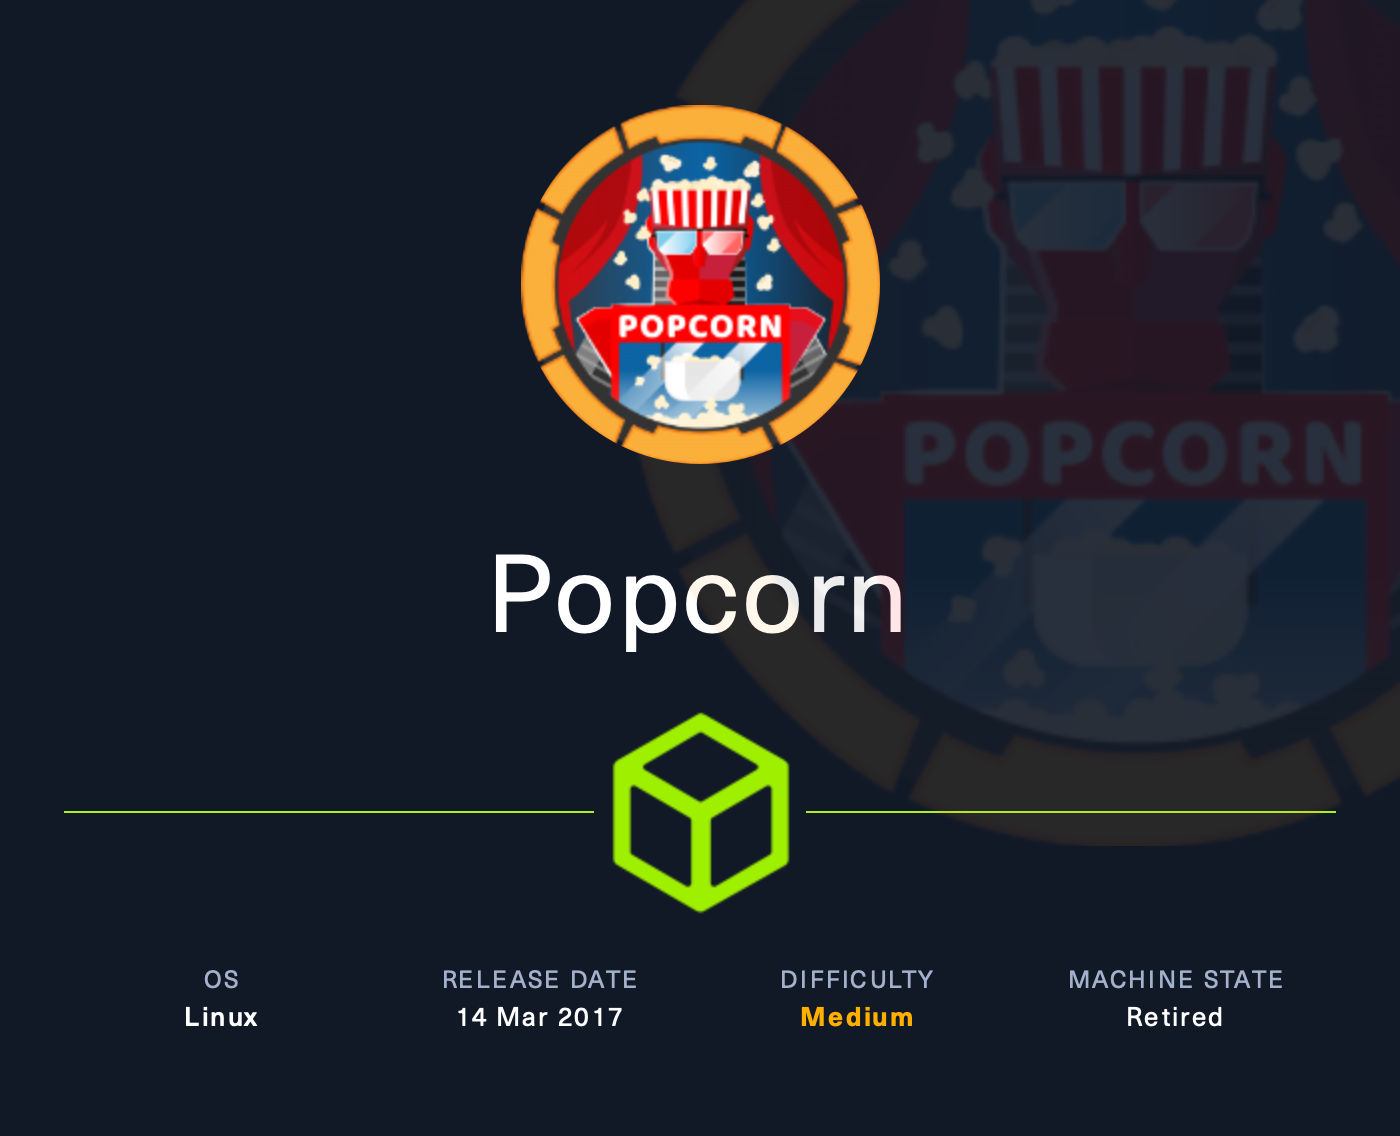 POPCORN
POPCORN
Popcorn
OS
Linux
RELEASE DATE
14 Mar 2017
DIFFICULTY
Medium
MACHINE STATE
Retired